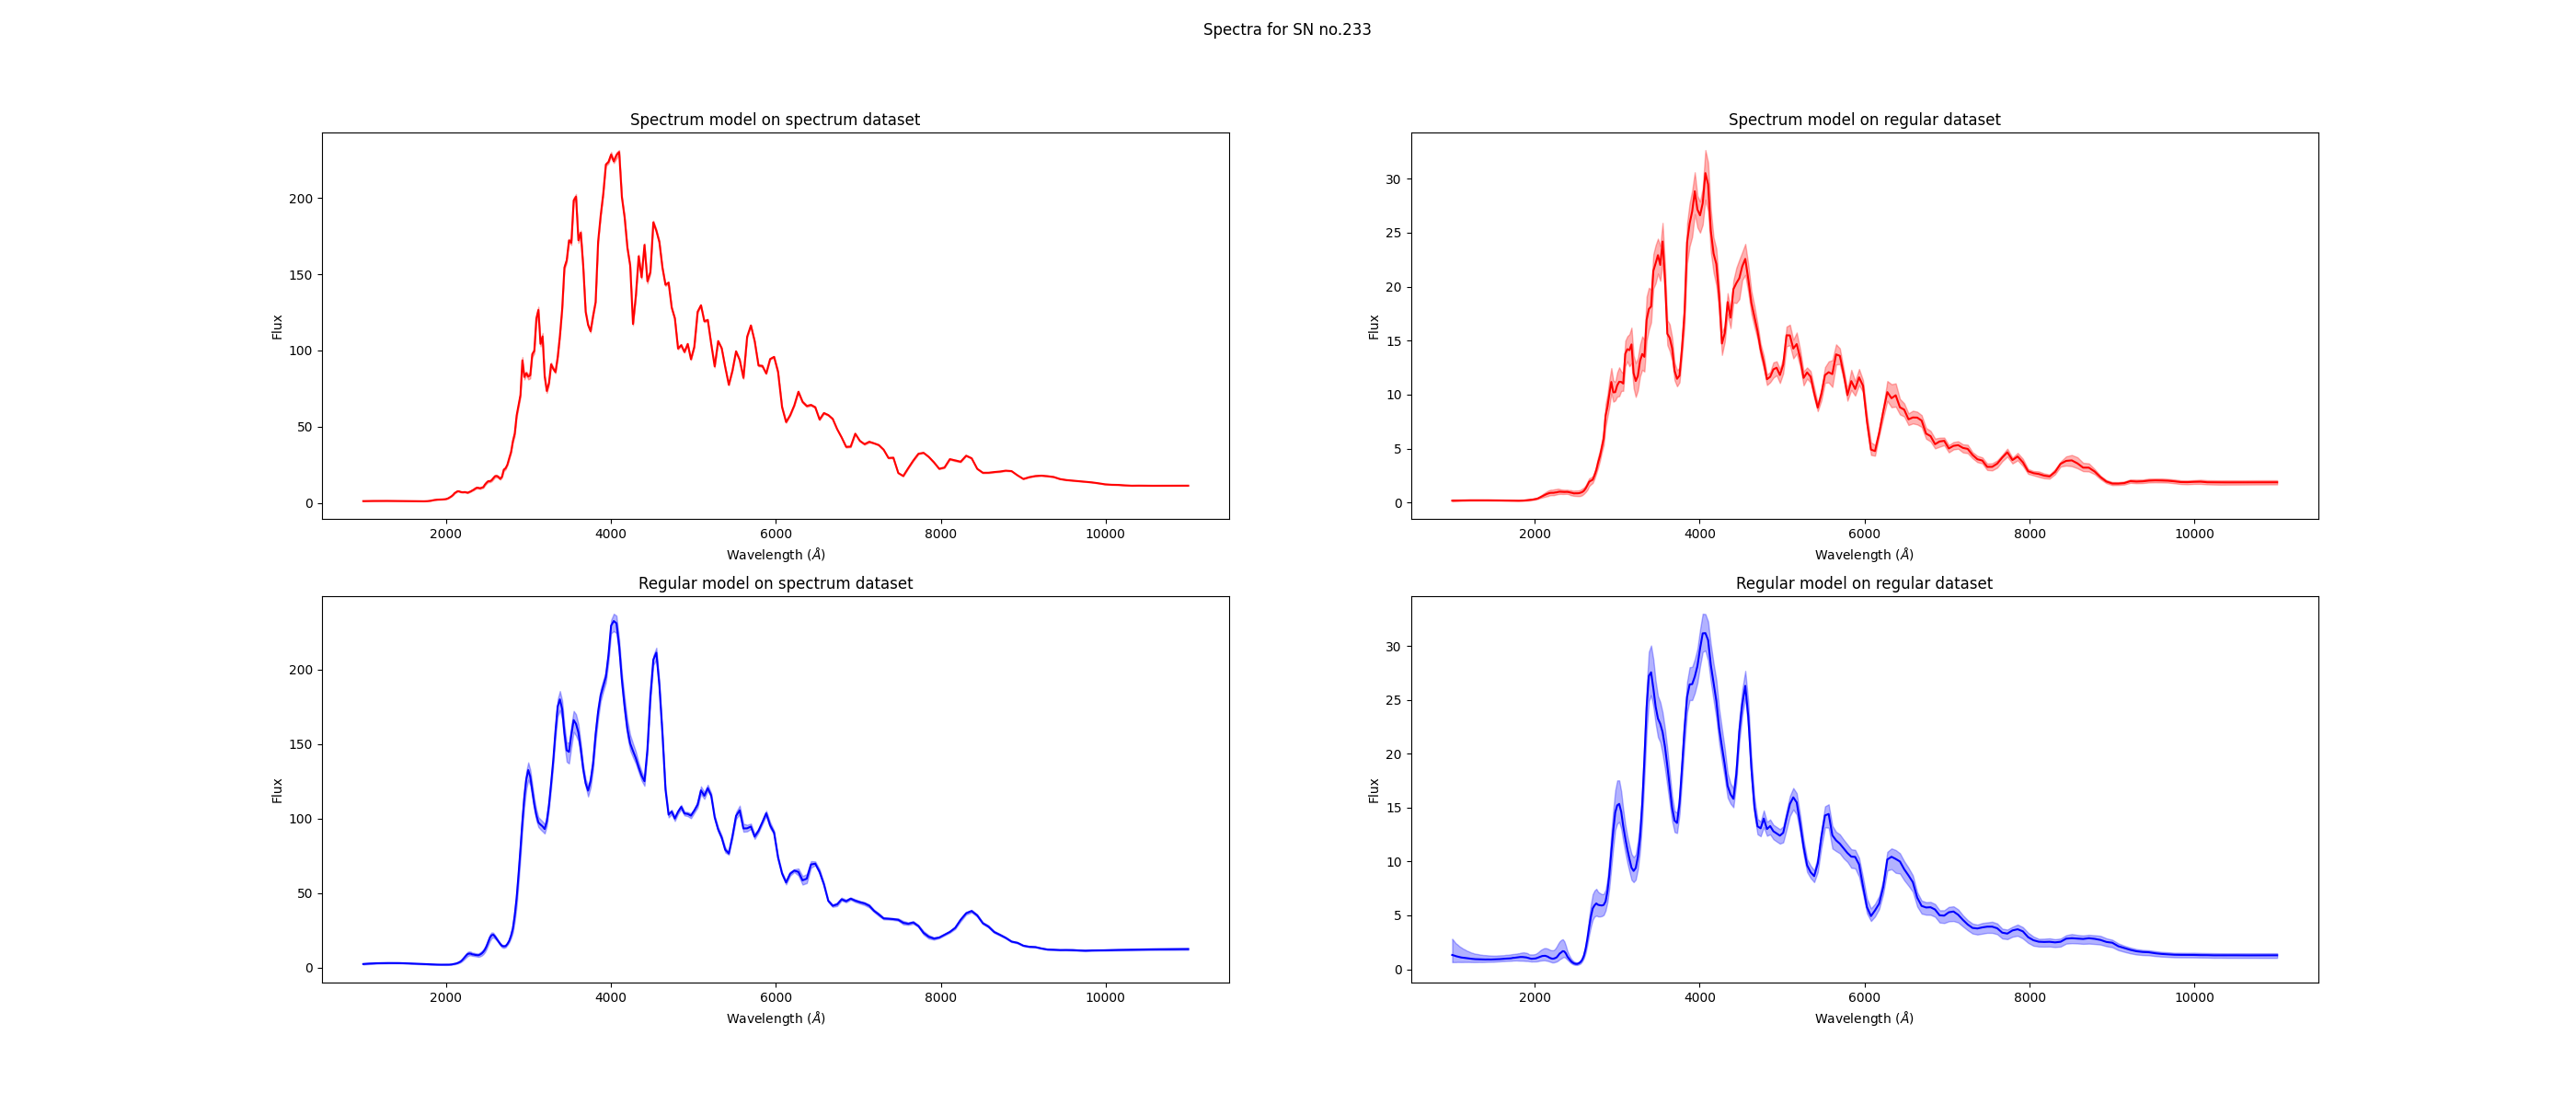 Spectra for SN no.233
Spectrum model on spectrum dataset
Flux
200
150
100
50
0
2000 4000 6000 8000 10000
Wavelength (Å)
Spectrum model on regular dataset
Flux
30
25
20
15
10
5
0
2000 4000 6000 8000 10000
Wavelength (Å)
Regular model on spectrum dataset
Flux
200
150
100
50
0
2000 4000 6000 8000 10000
Wavelength (Å)
Regular model on regular dataset
Flux
30
25
20
15
10
5
0
2000 4000 6000 8000 10000
Wavelength (Å)